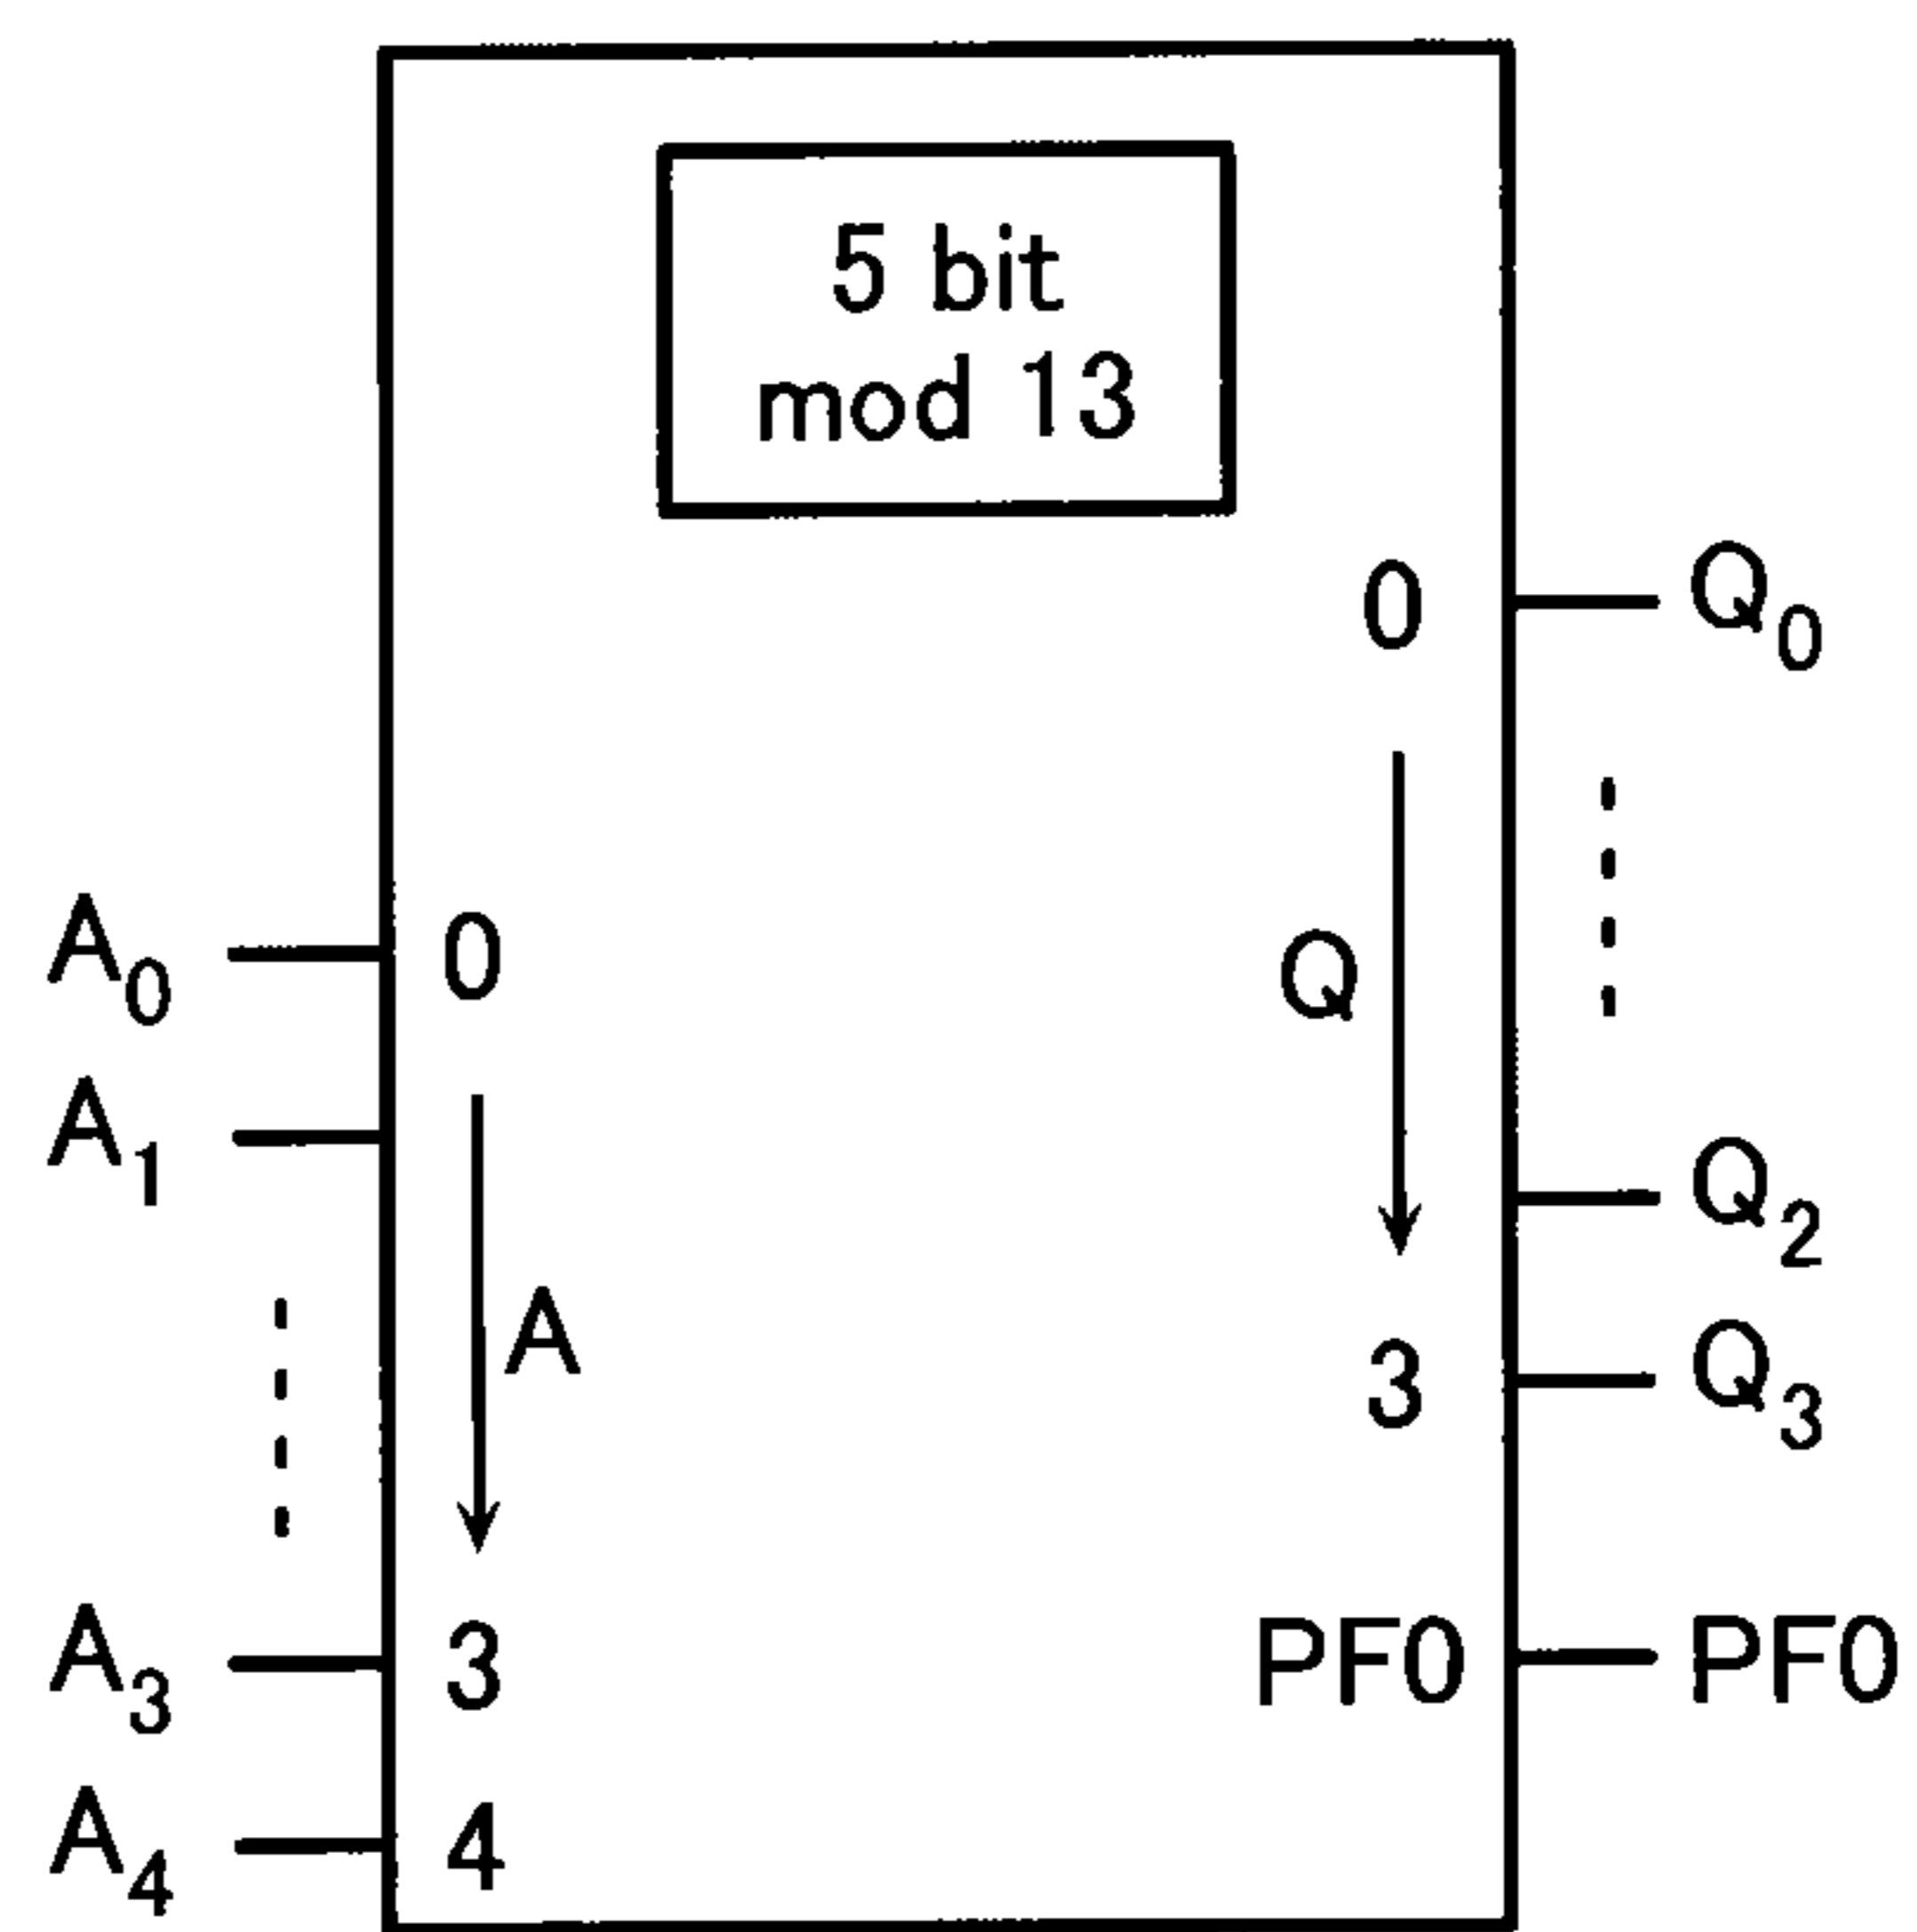 5 bit
mod 13
0 Q₀
A₀ 0
Q
A₁
Q₂
A
3 Q₃
A₃ 3
PF0 PF0
A₄ 4